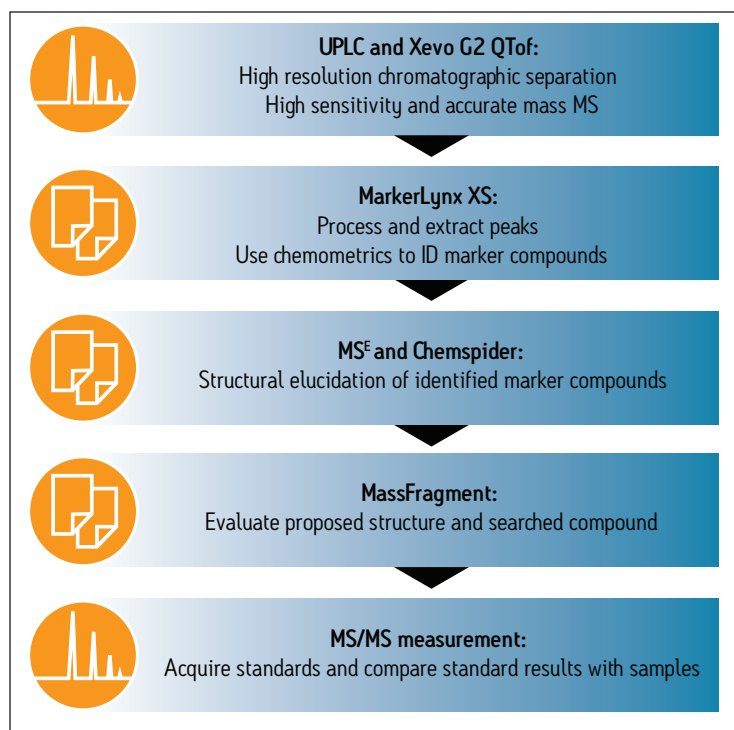 UPLC and Xevo G2 QTof:
High resolution chromatographic separation
High sensitivity and accurate mass MS
MarkerLynx XS:
Process and extract peaks
Use chemometrics to ID marker compounds
MSᴱ and Chemspider:
Structural elucidation of identified marker compounds
MassFragment:
Evaluate proposed structure and searched compound
MS/MS measurement:
Acquire standards and compare standard results with samples